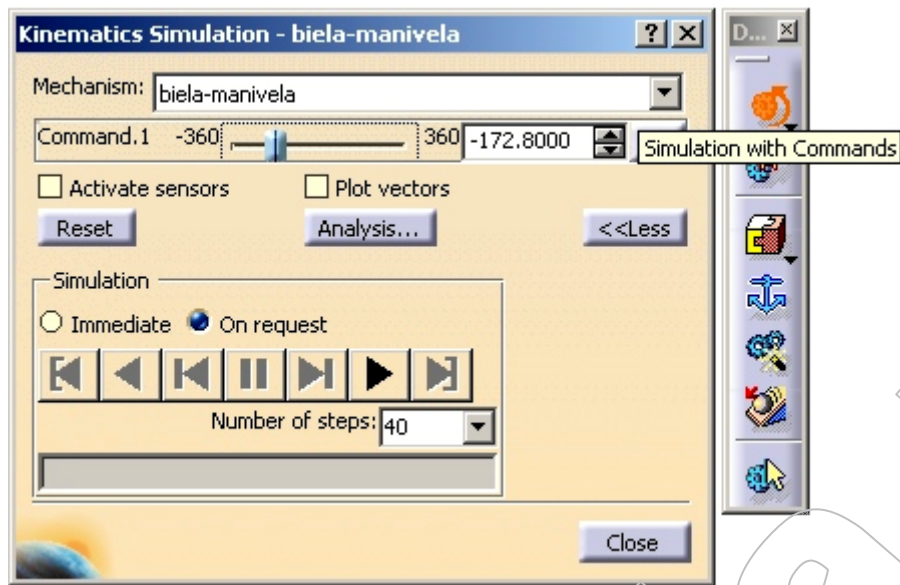 Kinematics Simulation - biela-manivela
D...
Mechanism: biela-manivela
Command.1 -360 360 -172.8000
Simulation with Commands
Activate sensors Plot vectors
Reset Analysis... <<Less
Simulation
Immediate On request
Number of steps: 40
Close